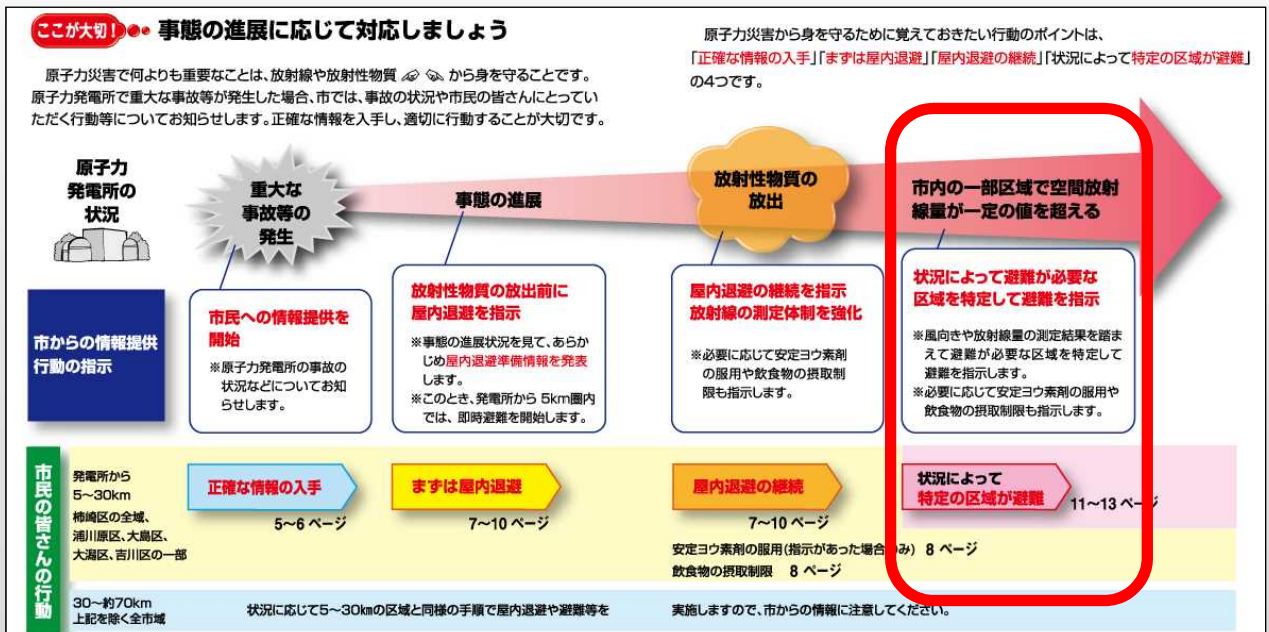 ここが大切! 事態の進展に応じて対応しましょう
原子力災害で何よりも重要なことは、放射線や放射性物質 から身を守ることです。
原子力発電所で重大な事故等が発生した場合、市では、事故の状況や市民の皆さんにとってい
ただく行動等についてお知らせします。正確な情報を入手し、適切に行動することが大切です。
原子力災害から身を守るために覚えておきたい行動のポイントは、
「正確な情報の入手」「まずは屋内退避」「屋内退避の継続」「状況によって特定の区域が避難」
の4つです。
原子力
発電所の
状況
重大な
事故等の
発生
事態の進展
放射性物質の
放出
市内の一部区域で空間放射
線量が一定の値を超える
市からの情報提供
行動の指示
市民への情報提供を
開始
※原子力発電所の事故の
状況などについてお知
らせします。
放射性物質の放出前に
屋内退避を指示
※事態の進展状況を見て、あらか
じめ屋内退避準備情報を発表
します。
※このとき、発電所から 5km圏内
では、即時避難を開始します。
屋内退避の継続を指示
放射線の測定体制を強化
※必要に応じて安定ヨウ素剤
の服用や飲食物の摂取制
限も指示します。
状況によって避難が必要な
区域を特定して避難を指示
※風向きや放射線量の測定結果を踏ま
えて避難が必要な区域を特定して
避難を指示します。
※必要に応じて安定ヨウ素剤の服用や
飲食物の摂取制限も指示します。
市民の皆さんの行動
発電所から
5~30km
柿崎区の全域、
浦川原区、大島区、
大潟区、吉川区の一部
正確な情報の入手
5~6 ページ
まずは屋内退避
7~10 ページ
屋内退避の継続
7~10 ページ
状況によって
特定の区域が避難
11~13 ページ
安定ヨウ素剤の服用(指示があった場合のみ) 8 ページ
飲食物の摂取制限 8 ページ
30~約70km
上記を除く全市域
状況に応じて5~30kmの区域と同様の手順で屋内退避や避難等を 実施しますので、市からの情報に注意してください。